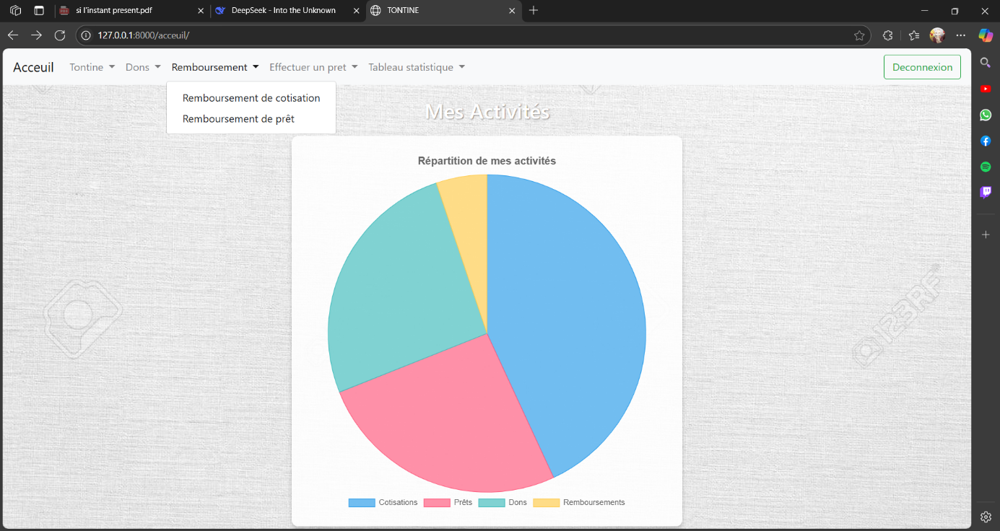 si l'instant present.pdf
DeepSeek - Into the Unknown
TONTINE
127.0.0.1:8000/acceuil/
Acceuil Tontine Dons Remboursement Effectuer un pret Tableau statistique Deconnexion
Remboursement de cotisation
Remboursement de prêt
Mes Activités
Répartition de mes activités
Cotisations Prêts Dons Remboursements
123RF